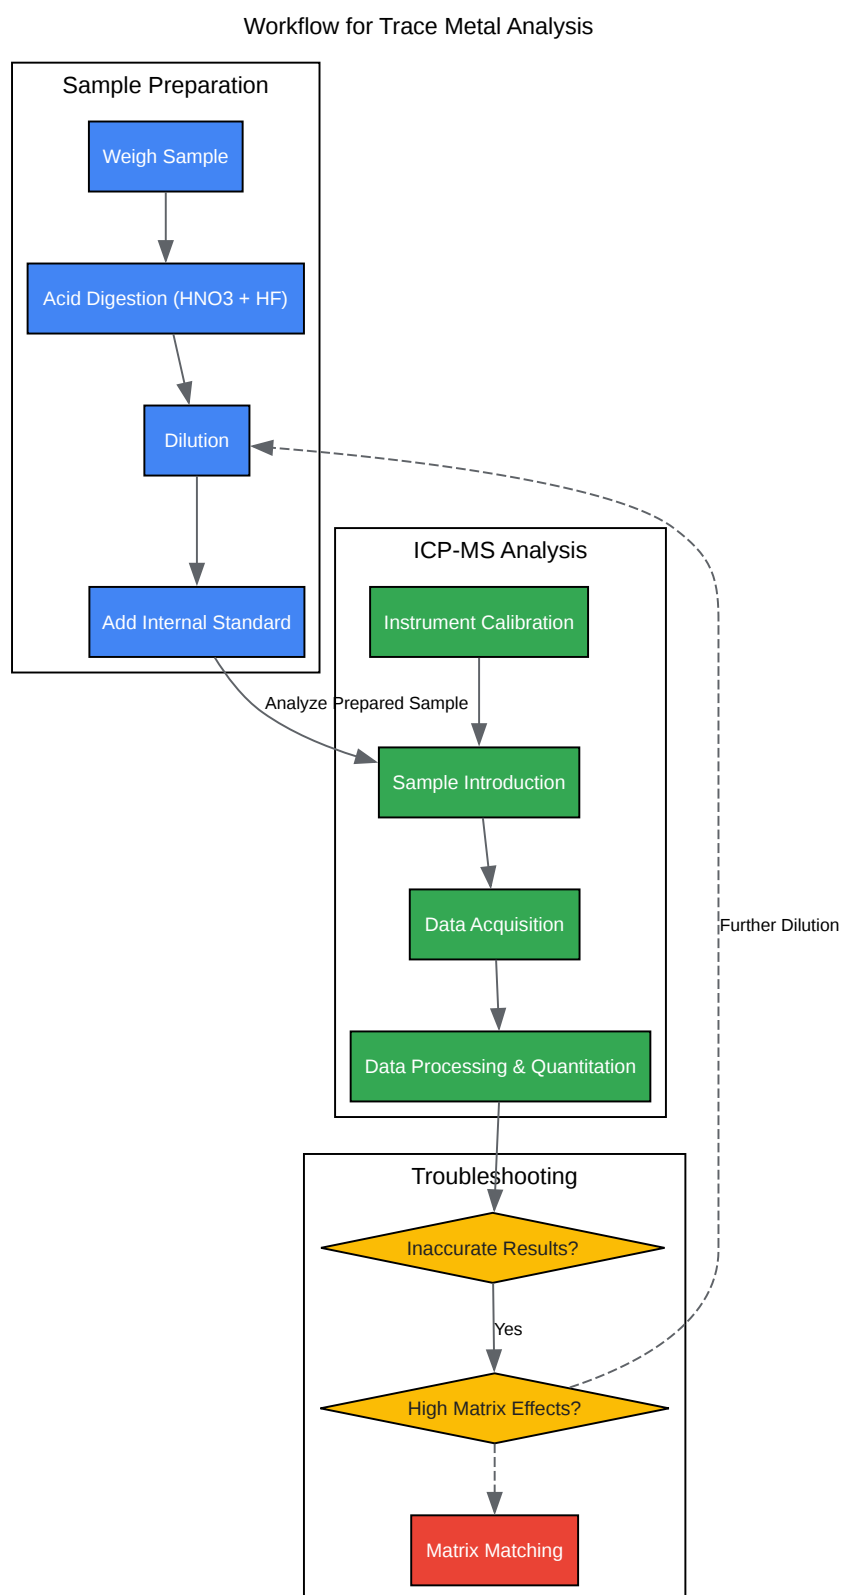 Workflow for Trace Metal Analysis
Sample Preparation
Weigh Sample
Acid Digestion (HNO3 + HF)
Dilution
Add Internal Standard
ICP-MS Analysis
Instrument Calibration
Analyze Prepared Sample
Sample Introduction
Data Acquisition
Further Dilution
Data Processing & Quantitation
Troubleshooting
Inaccurate Results?
Yes
High Matrix Effects?
Matrix Matching